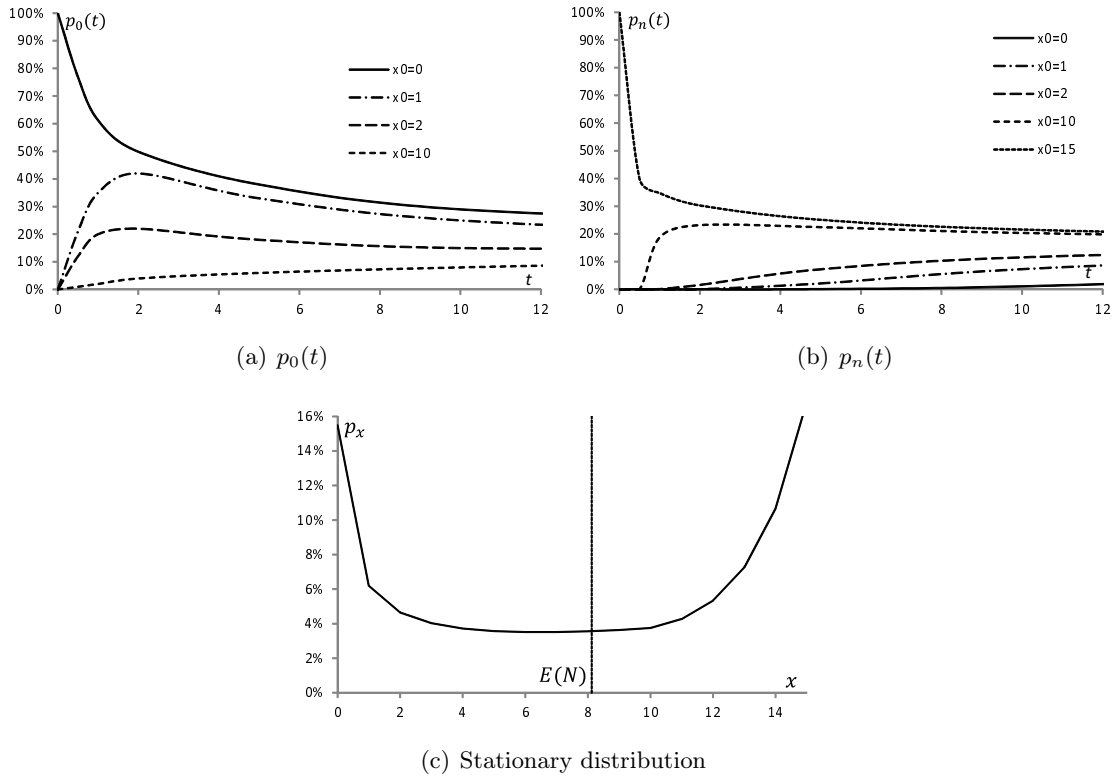 100%
90%
80%
70%
60%
50%
40%
30%
20%
10%
0%
p₀(t)
x0=0
x0=1
x0=2
x0=10
t
0 2 4 6 8 10 12
(a) p₀(t)
100%
90%
80%
70%
60%
50%
40%
30%
20%
10%
0%
pₙ(t)
x0=0
x0=1
x0=2
x0=10
x0=15
t
0 2 4 6 8 10 12
(b) pₙ(t)
16%
14%
12%
10%
8%
6%
4%
2%
0%
pₓ
E(N)
x
0 2 4 6 8 10 12 14
(c) Stationary distribution